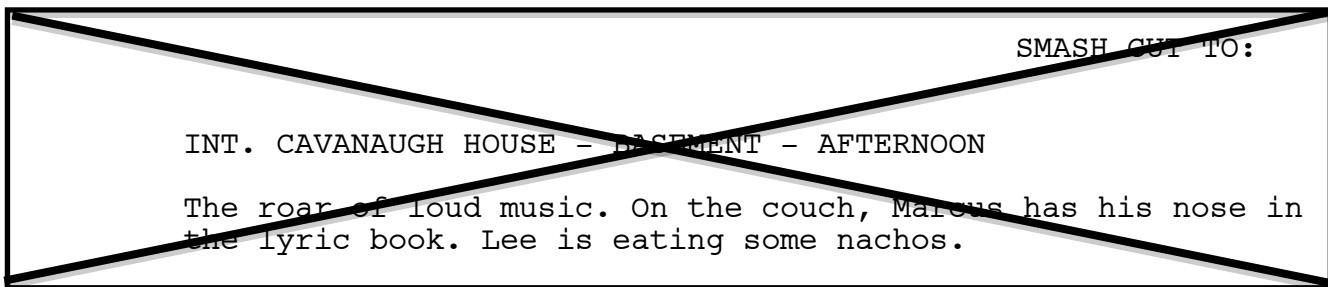 SMASH CUT TO:
INT. CAVANAUGH HOUSE – BASEMENT – AFTERNOON
The roar of loud music. On the couch, Marcus has his nose in
the lyric book. Lee is eating some nachos.